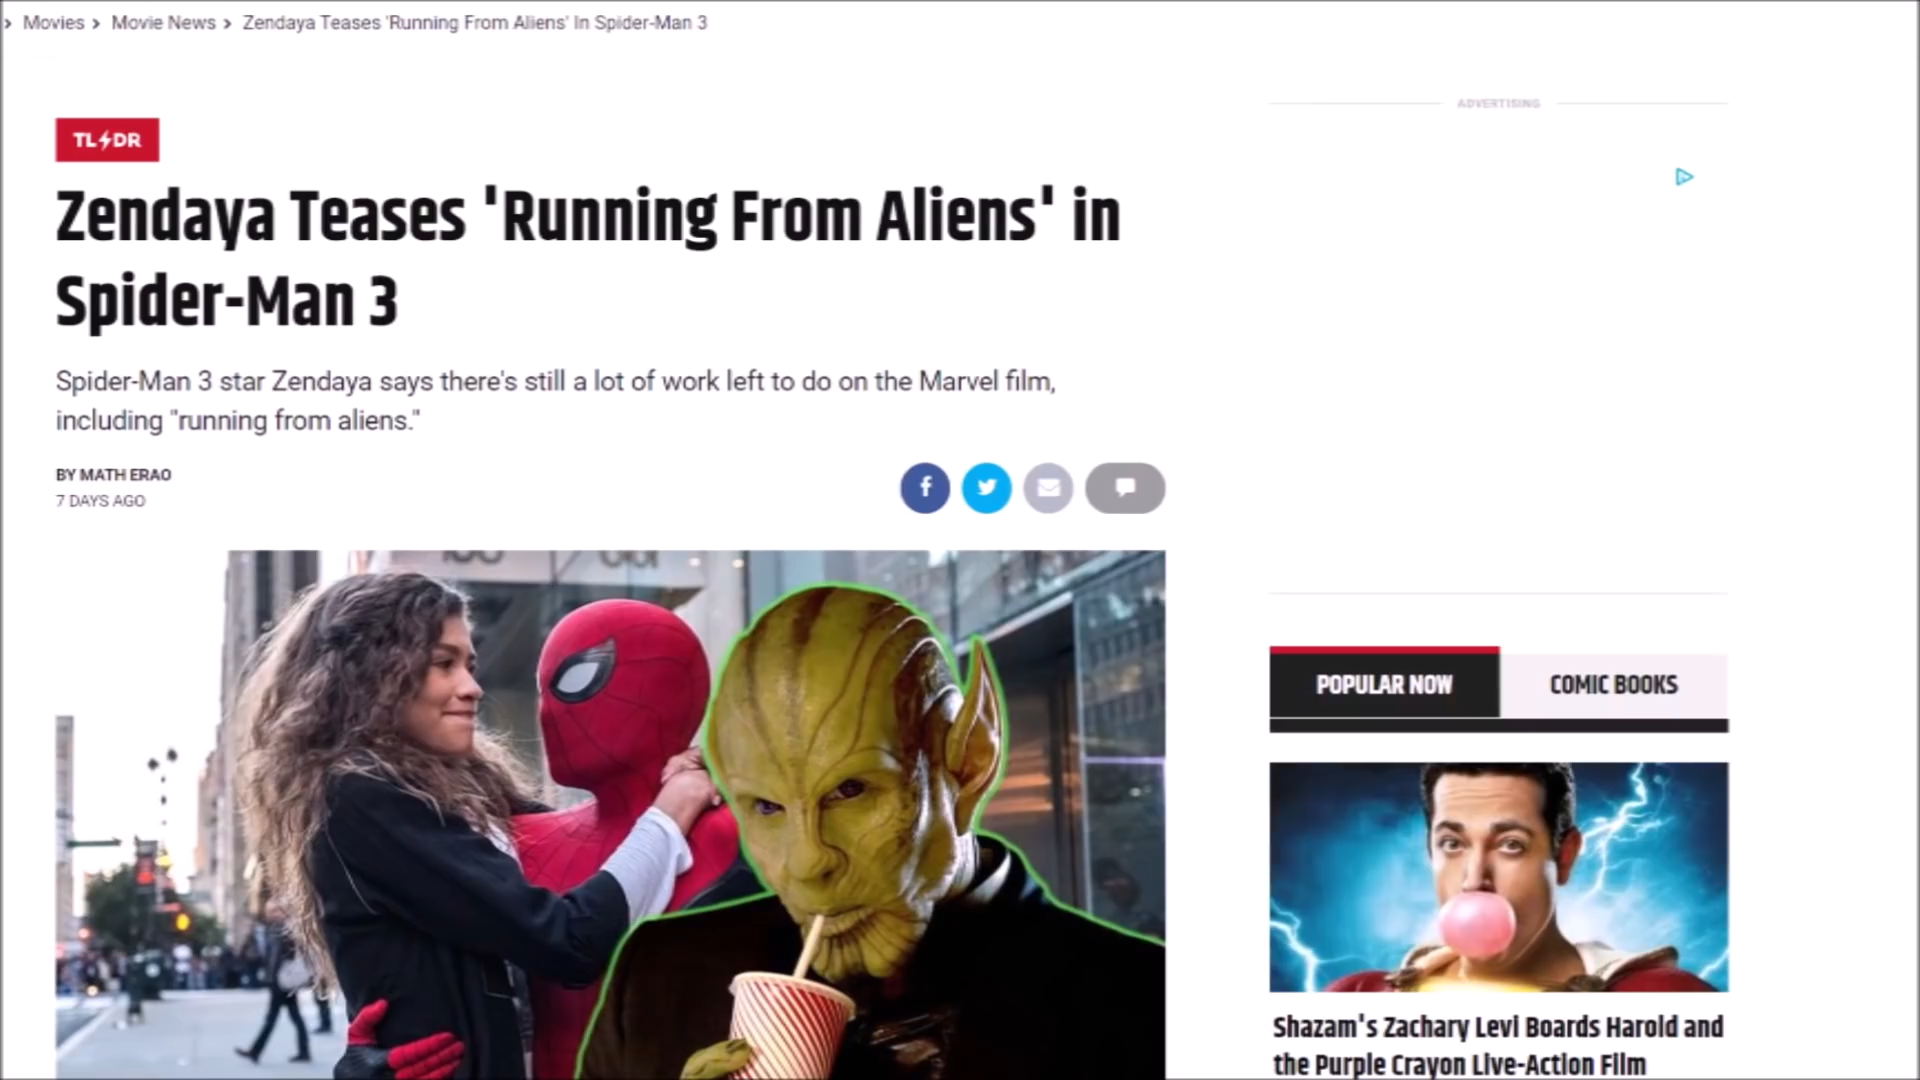 › Movies › Movie News › Zendaya Teases 'Running From Aliens' In Spider-Man 3
ADVERTISING
TL DR
Zendaya Teases 'Running From Aliens' in
Spider-Man 3
Spider-Man 3 star Zendaya says there's still a lot of work left to do on the Marvel film,
including "running from aliens."
BY MATH ERAO
7 DAYS AGO
POPULAR NOW
COMIC BOOKS
Shazam's Zachary Levi Boards Harold and
the Purple Crayon Live-Action Film